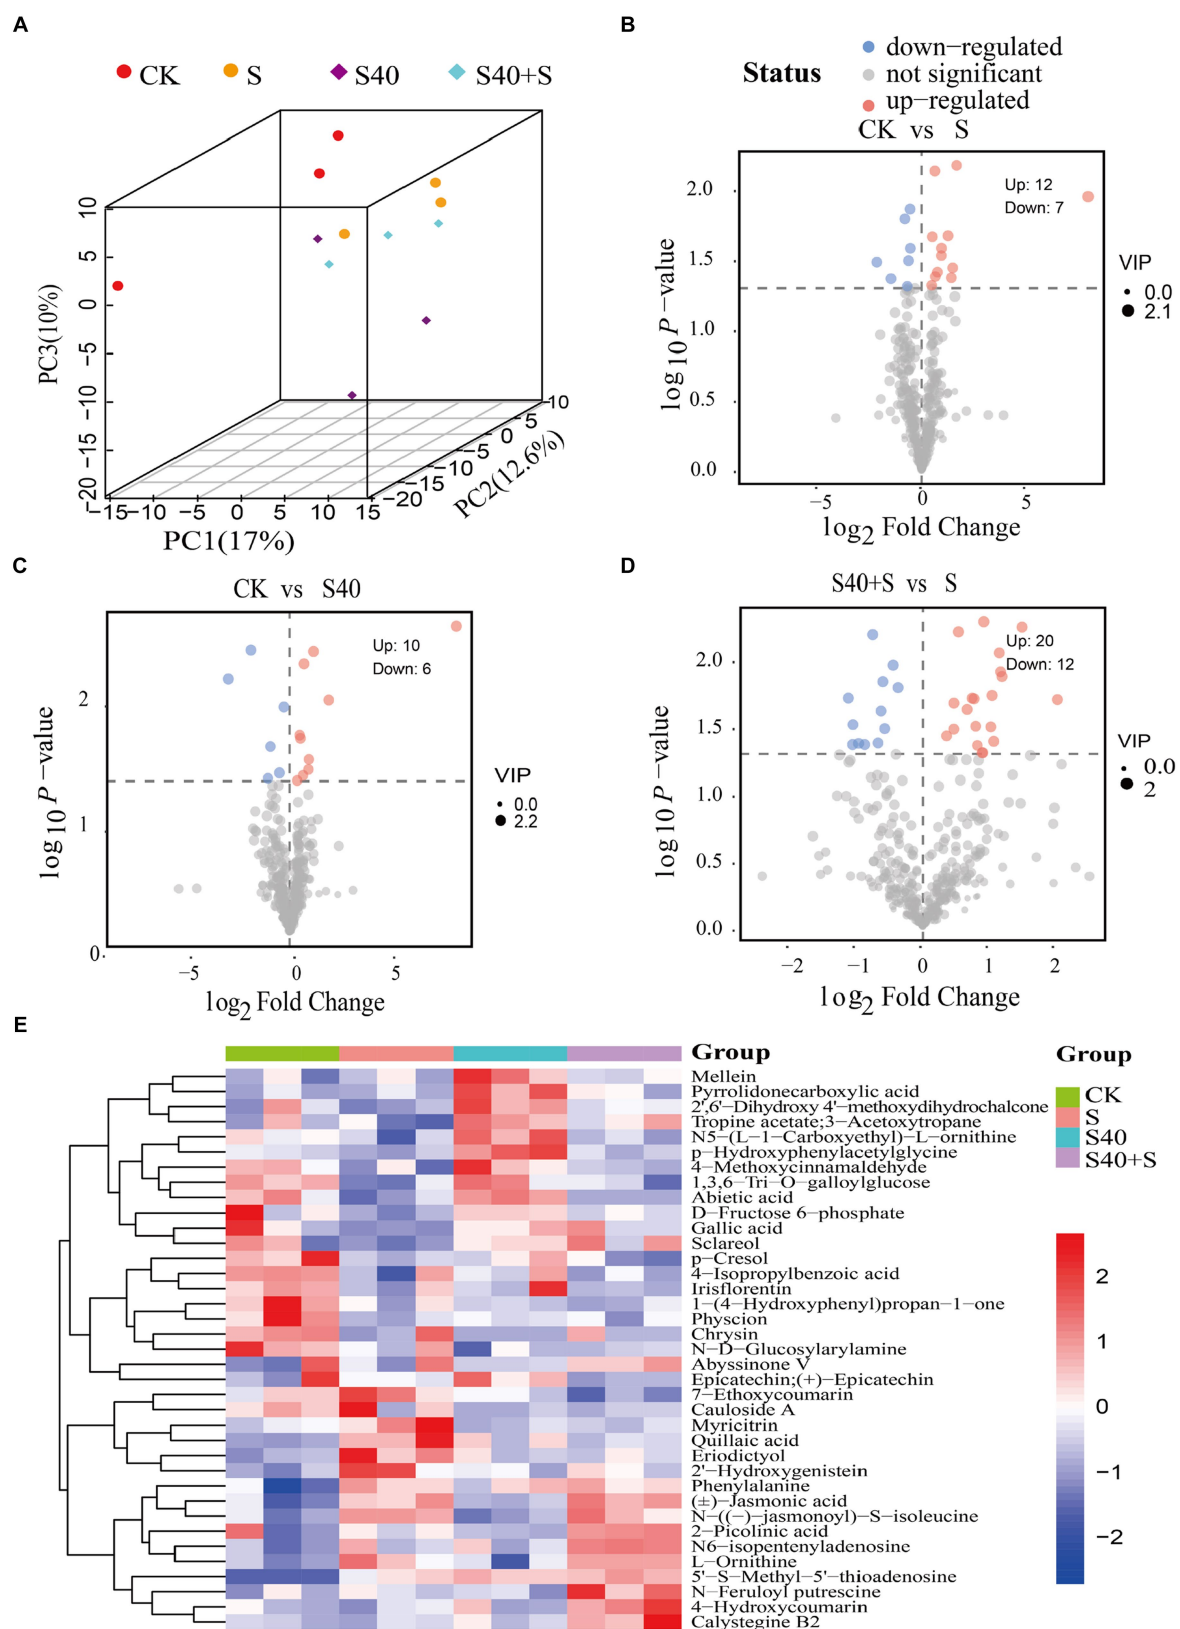 A
CK S S40 S40+S
10
5
0
−5
−10
−15
−20
PC3(10%)
−15 −10 −5 0 5 10 15
PC1(17%)
−20 −15 −10 −5 0 5 10
PC2(12.6%)
B
Status
down−regulated
not significant
up−regulated
CK vs S
Up: 12
Down: 7
2.0
1.5
1.0
0.5
0.0
log10 P −value
−5 0 5
log2 Fold Change
VIP
0.0
2.1
C
CK vs S40
Up: 10
Down: 6
2
1
0
log10 P −value
−5 0 5
log2 Fold Change
VIP
0.0
2.2
D
S40+S vs S
Up: 20
Down: 12
2.0
1.5
1.0
0.5
0.0
log10 P −value
−2 −1 0 1 2
log2 Fold Change
VIP
0.0
2
E
Group
Mellein
Pyrrolidonecarboxylic acid
2',6'−Dihydroxy 4'−methoxydihydrochalcone
Tropine acetate;3−Acetoxytropane
N5−(L−1−Carboxyethyl)−L−ornithine
p−Hydroxyphenylacetylglycine
4−Methoxycinnamaldehyde
1,3,6−Tri−O−galloylglucose
Abietic acid
D−Fructose 6−phosphate
Gallic acid
Sclareol
p−Cresol
4−Isopropylbenzoic acid
Irisflorentin
1−(4−Hydroxyphenyl)propan−1−one
Physcion
Chrysin
N−D−Glucosylarylamine
Abyssinone V
Epicatechin;(+)−Epicatechin
7−Ethoxycoumarin
Cauloside A
Myricitrin
Quillaic acid
Eriodictyol
2'−Hydroxygenistein
Phenylalanine
(±)−Jasmonic acid
N−((−)−jasmonoyl)−S−isoleucine
2−Picolinic acid
N6−isopentenyladenosine
L−Ornithine
5'−S−Methyl−5'−thioadenosine
N−Feruloyl putrescine
4−Hydroxycoumarin
Calystegine B2
Group
CK
S
S40
S40+S
2
1
0
−1
−2